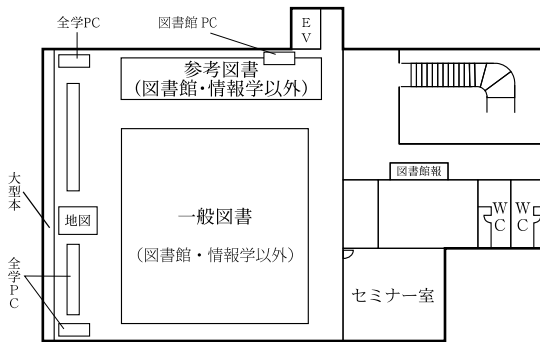 全学PC
図書館 PC
EV
参考図書
(図書館・情報学以外)
大型本
図書館報
地図
一般図書
(図書館・情報学以外)
WC
WC
全学PC
セミナー室